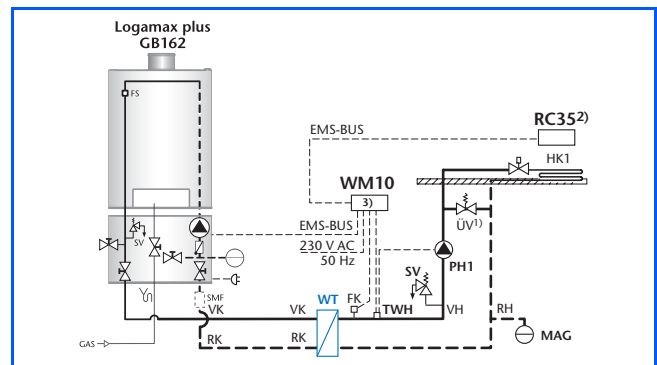 Logamax plus
GB162
FS
RC35²⁾
EMS-BUS
HK1
WM10
3)
ÜV¹⁾
EMS-BUS
SV
230 V AC
50 Hz
PH1
SV
SMF
FK
WT
VK
VK
TWH
VH
RH
RK
RK
MAG
GAS